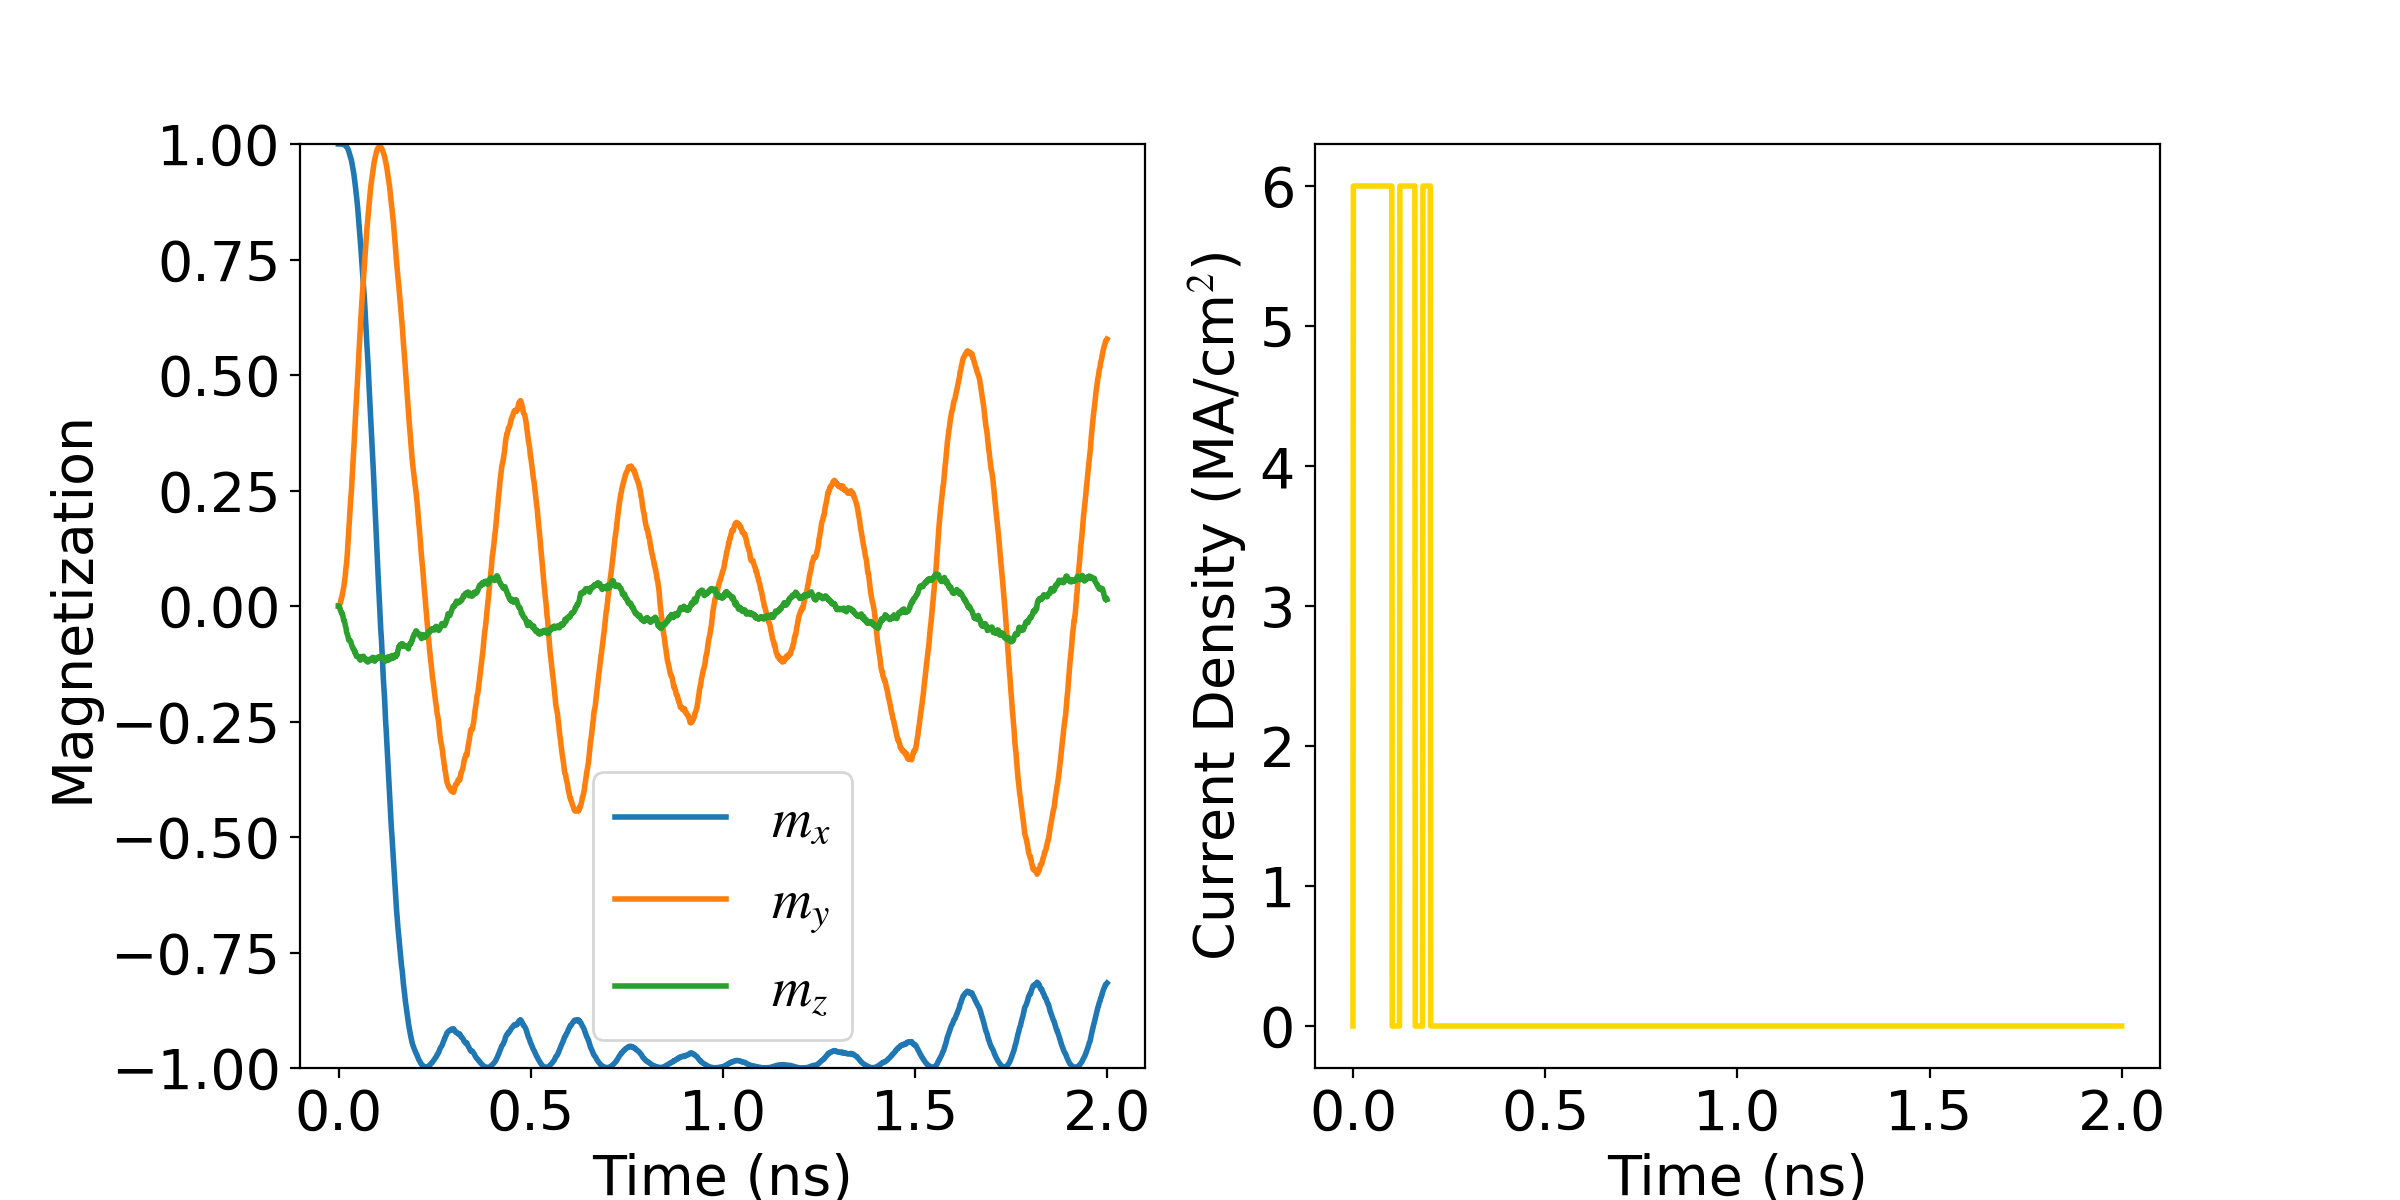 Magnetization
1.00
0.75
0.50
0.25
0.00
−0.25
−0.50
−0.75
−1.00
0.0 0.5 1.0 1.5 2.0
Time (ns)
m_x
m_y
m_z
Current Density (MA/cm²)
6
5
4
3
2
1
0
0.0 0.5 1.0 1.5 2.0
Time (ns)